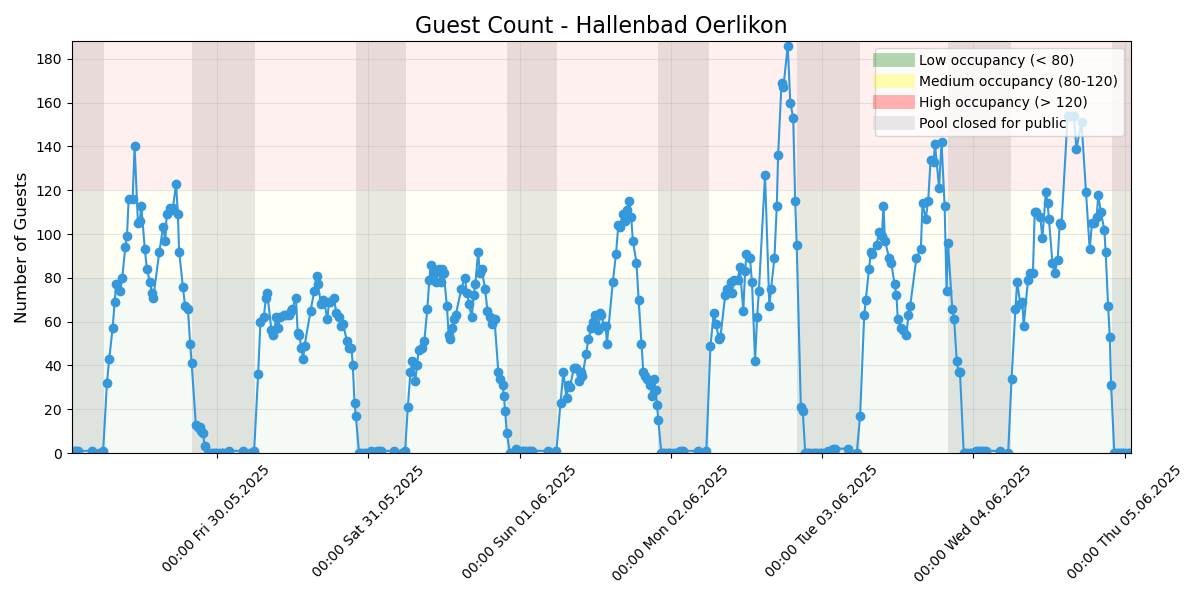 Guest Count - Hallenbad Oerlikon
Number of Guests
180
160
140
120
100
80
60
40
20
0
Low occupancy (< 80)
Medium occupancy (80-120)
High occupancy (> 120)
Pool closed for public
00:00 Fri 30.05.2025
00:00 Sat 31.05.2025
00:00 Sun 01.06.2025
00:00 Mon 02.06.2025
00:00 Tue 03.06.2025
00:00 Wed 04.06.2025
00:00 Thu 05.06.2025